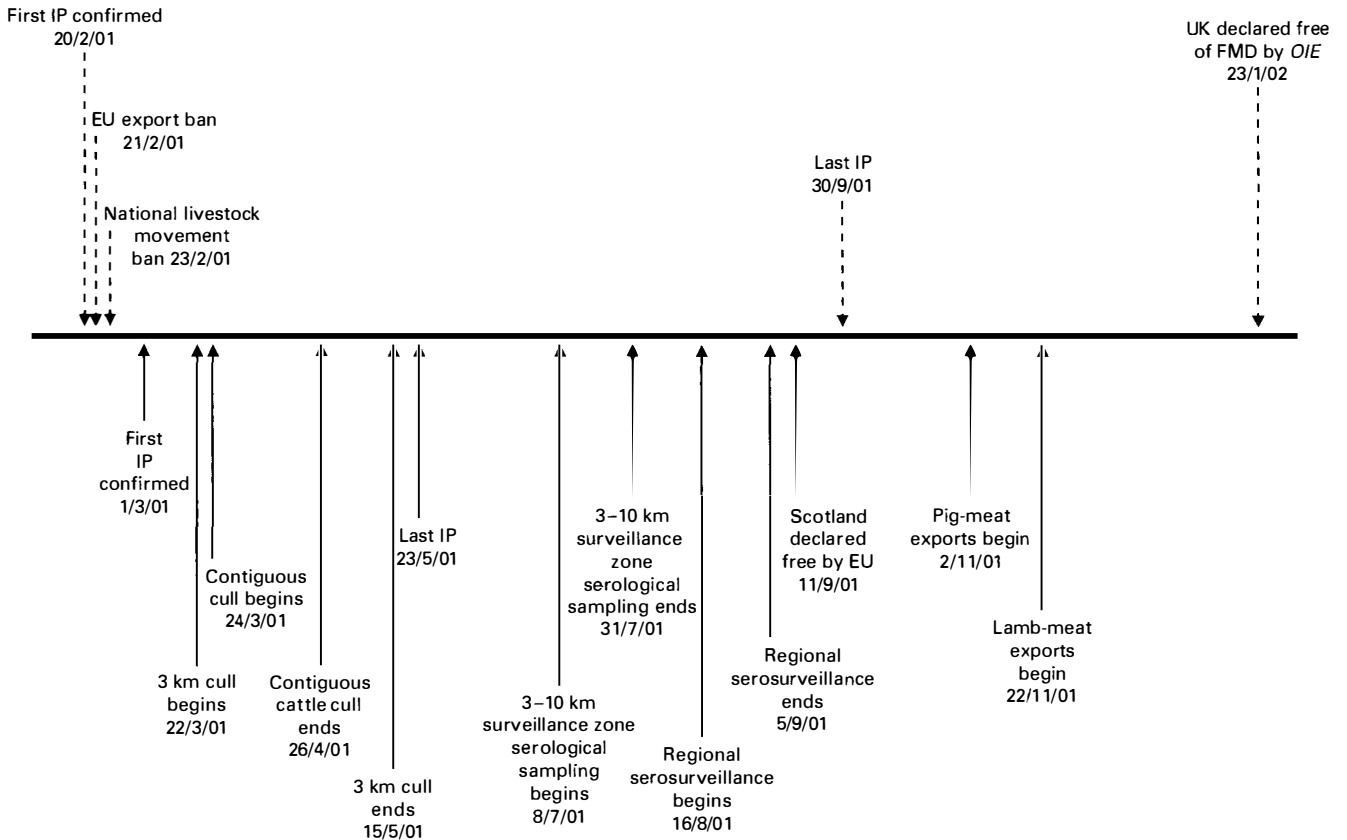 First IP confirmed
20/2/01
UK declared free
of FMD by OIE
23/1/02
EU export ban
21/2/01
Last IP
30/9/01
National livestock
movement
ban 23/2/01
First
IP
confirmed
1/3/01
3 km cull
begins
22/3/01
Contiguous
cull begins
24/3/01
Contiguous
cattle cull
ends
26/4/01
3 km cull
ends
15/5/01
Last IP
23/5/01
3–10 km
surveillance zone
serological
sampling
begins
8/7/01
3–10 km
surveillance
zone
serological
sampling ends
31/7/01
Regional
serosurveillance
begins
16/8/01
Regional
serosurveillance
ends
5/9/01
Scotland
declared
free by EU
11/9/01
Pig-meat
exports begin
2/11/01
Lamb-meat
exports
begin
22/11/01